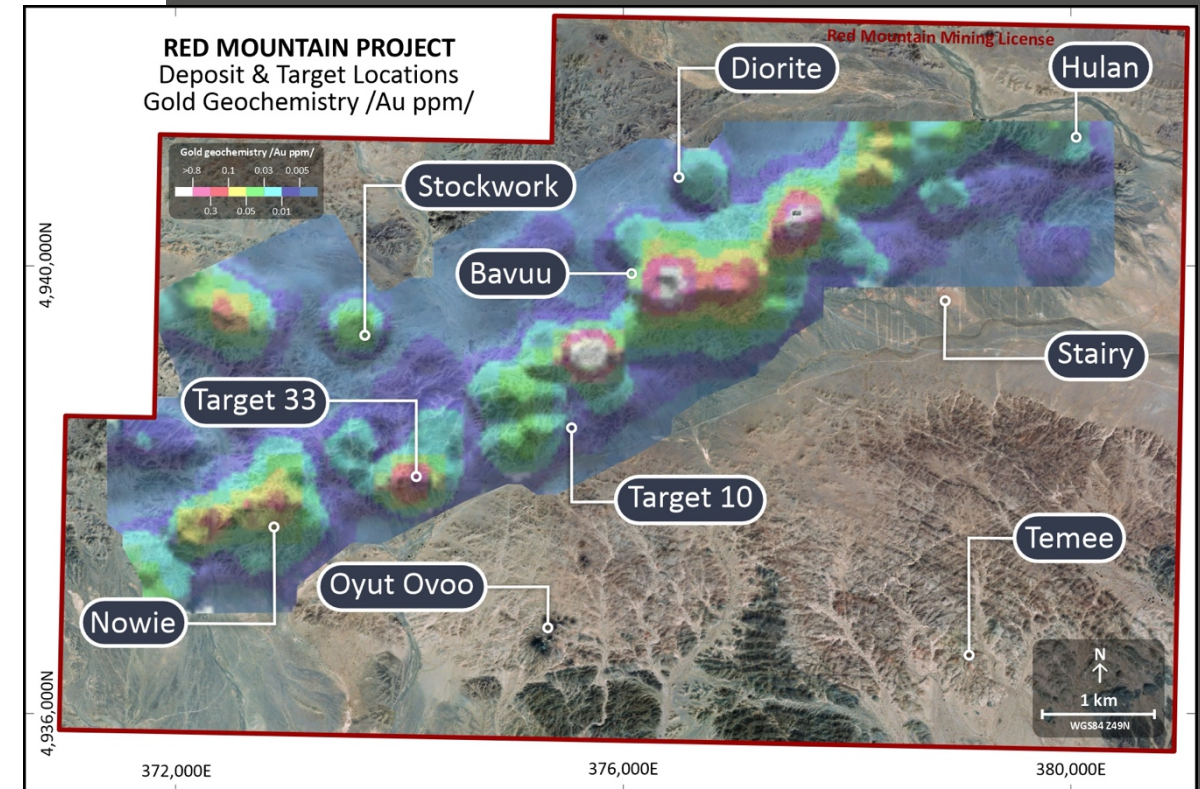 RED MOUNTAIN PROJECT
Deposit & Target Locations
Gold Geochemistry /Au ppm/
Red Mountain Mining License
Diorite
Hulan
Gold geochemistry /Au ppm/
>0.8 0.1 0.03 0.005
0.3 0.05 0.01
Stockwork
Bavuu
4,940,000N
Stairy
Target 33
Target 10
Temee
Oyut Ovoo
Nowie
N
1 km
WGS84 Z49N
4,936,000N
372,000E 376,000E 380,000E